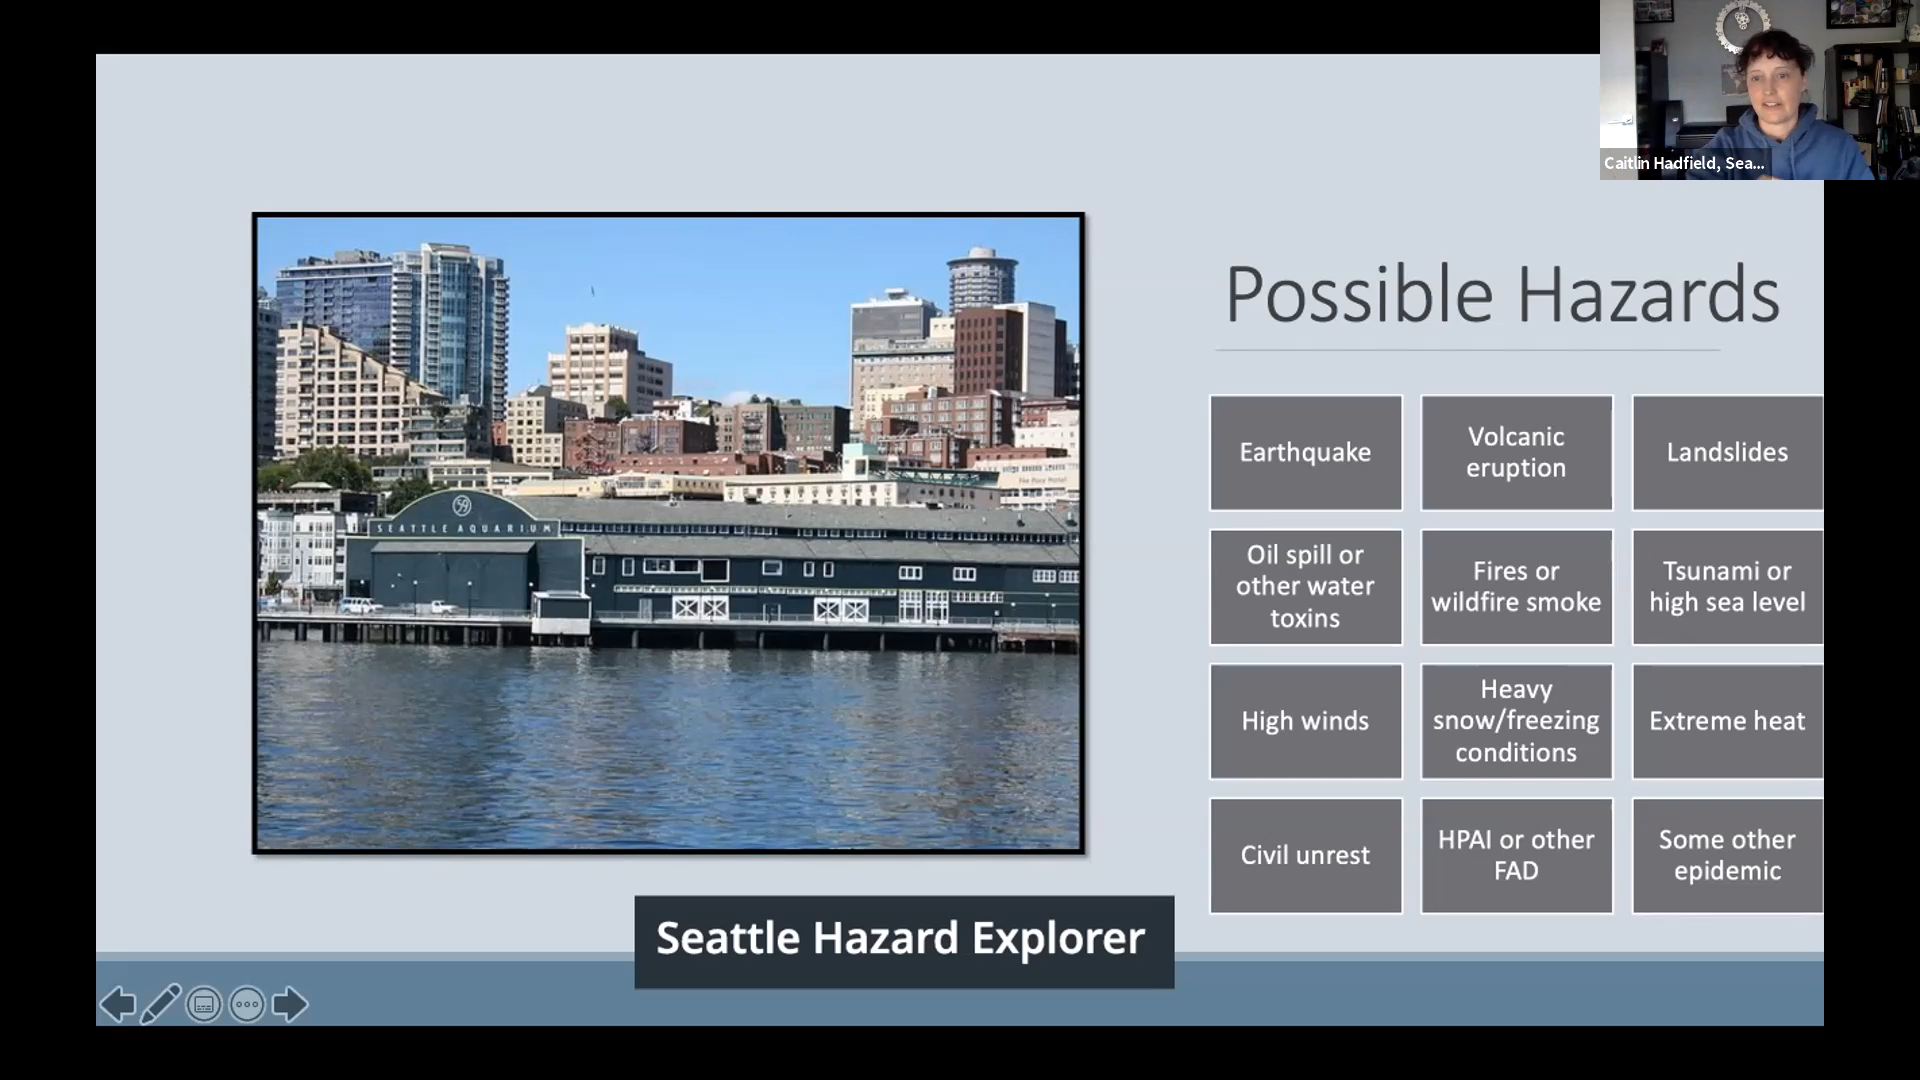 Caitlin Hadfield, Sea...
Possible Hazards
Earthquake
Volcanic
eruption
Landslides
Oil spill or
other water
toxins
Fires or
wildfire smoke
Tsunami or
high sea level
High winds
Heavy
snow/freezing
conditions
Extreme heat
Civil unrest
HPAI or other
FAD
Some other
epidemic
59
SEATTLE AQUARIUM
Seattle Hazard Explorer